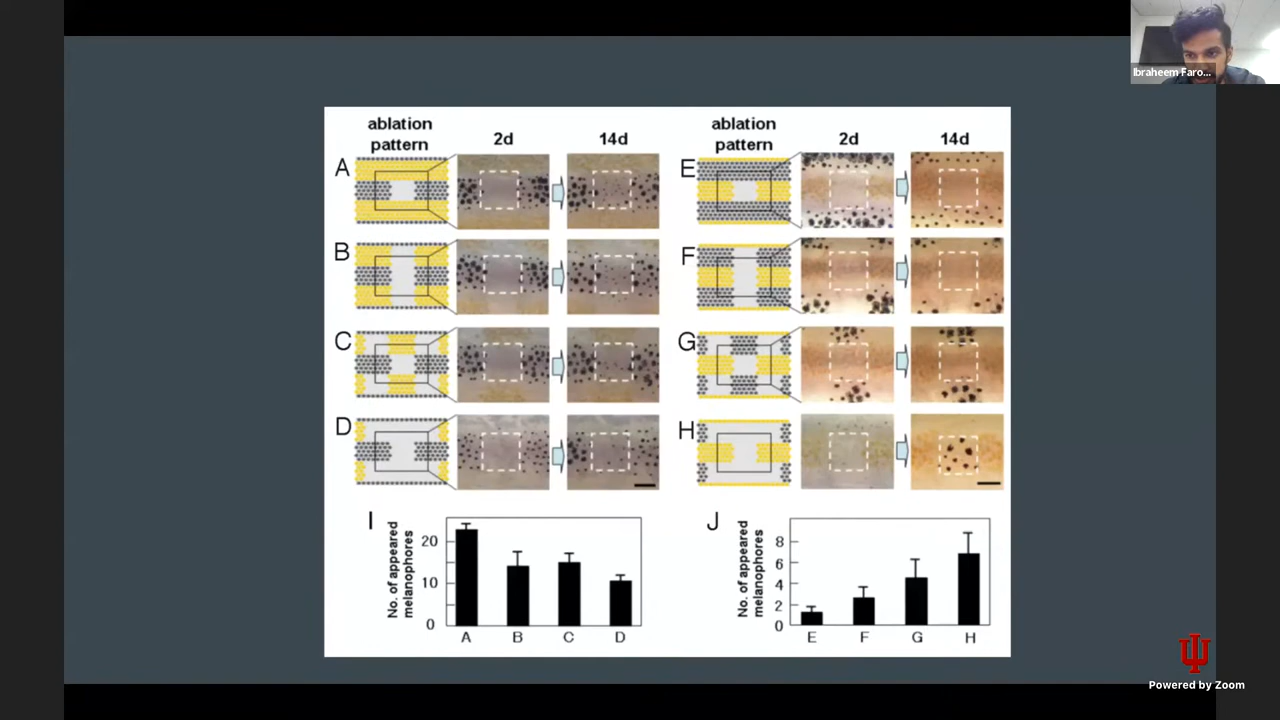 Ibraheem Faro...
ablation
pattern
2d
14d
ablation
pattern
2d
14d
A
B
C
D
E
F
G
H
I
No. of appeared
melanophores
20
10
0
A
B
C
D
J
No. of appeared
melanophores
8
6
4
2
0
E
F
G
H
Powered by Zoom